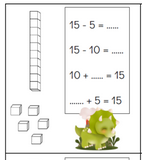 15 - 5 = ......
15 - 10 = ......
10 + ...... = 15
....... + 5 = 15